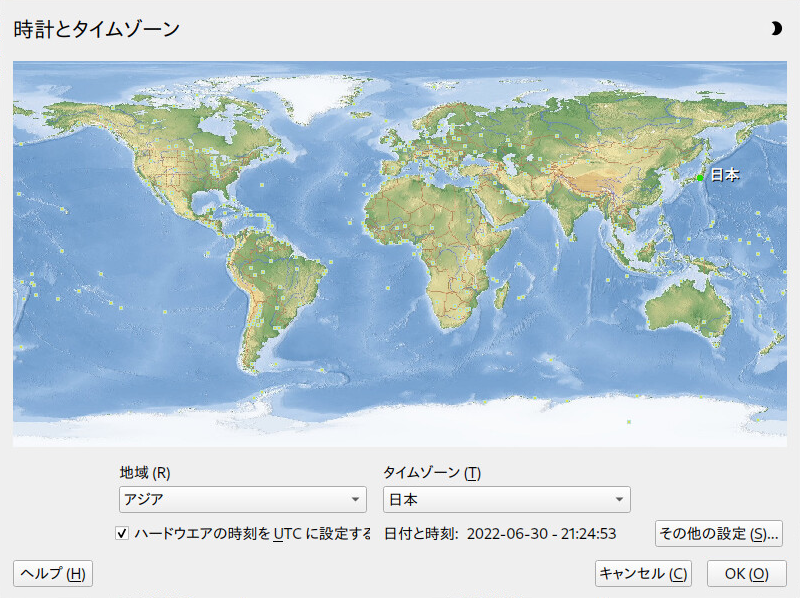 時計とタイムゾーン
日本
地域 (R)
タイムゾーン (T)
アジア
日本
ハードウエアの時刻を UTC に設定する
日付と時刻: 2022-06-30 - 21:24:53
その他の設定 (S)...
ヘルプ (H)
キャンセル (C)
OK (O)